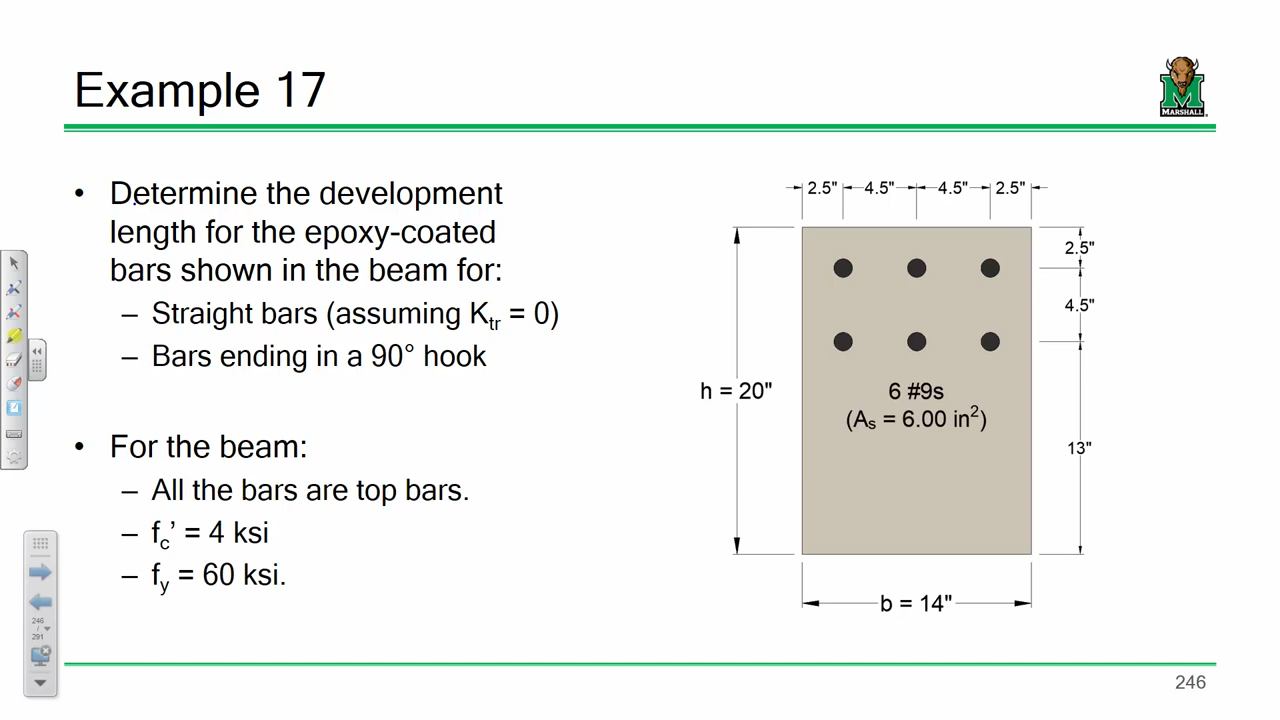 Example 17
MARSHALL
• Determine the development
length for the epoxy-coated
bars shown in the beam for:
– Straight bars (assuming Ktr = 0)
– Bars ending in a 90° hook
• For the beam:
– All the bars are top bars.
– fc’ = 4 ksi
– fy = 60 ksi.
2.5" 4.5" 4.5" 2.5"
2.5"
4.5"
h = 20"
6 #9s
(As = 6.00 in2)
13"
b = 14"
246
/
291
246